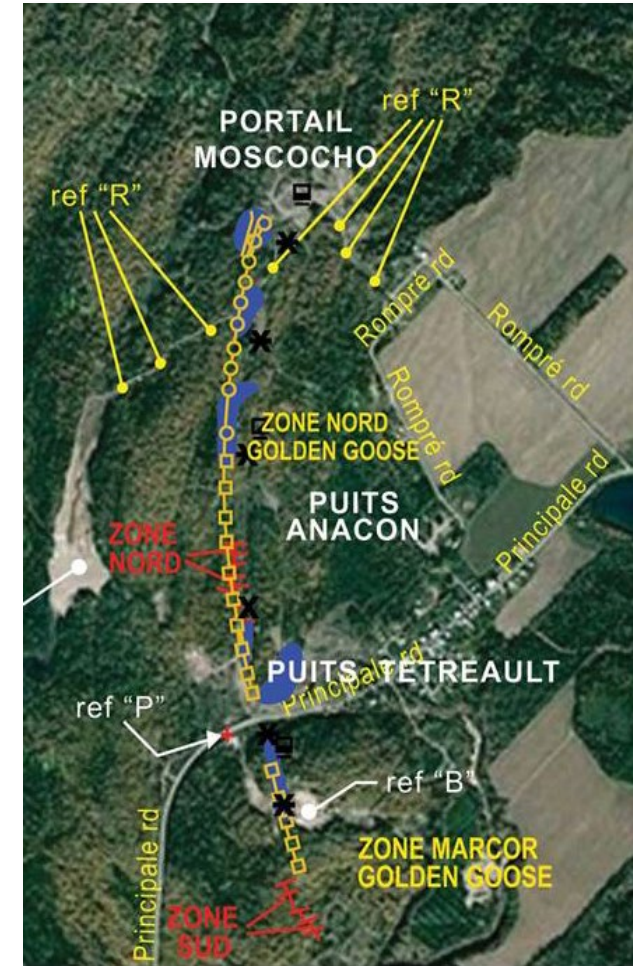 ref “R”
PORTAIL
MOSCOCHO
ref “R”
Rompré rd
Rompré rd
Rompré rd
ZONE NORD
GOLDEN GOOSE
PUITS
ANACON
Principale rd
ZONE
NORD
PUITS TÉTREAULT
Principale rd
ref “P”
ref “B”
ZONE MARCOR
GOLDEN GOOSE
Principale rd
ZONE
SUD